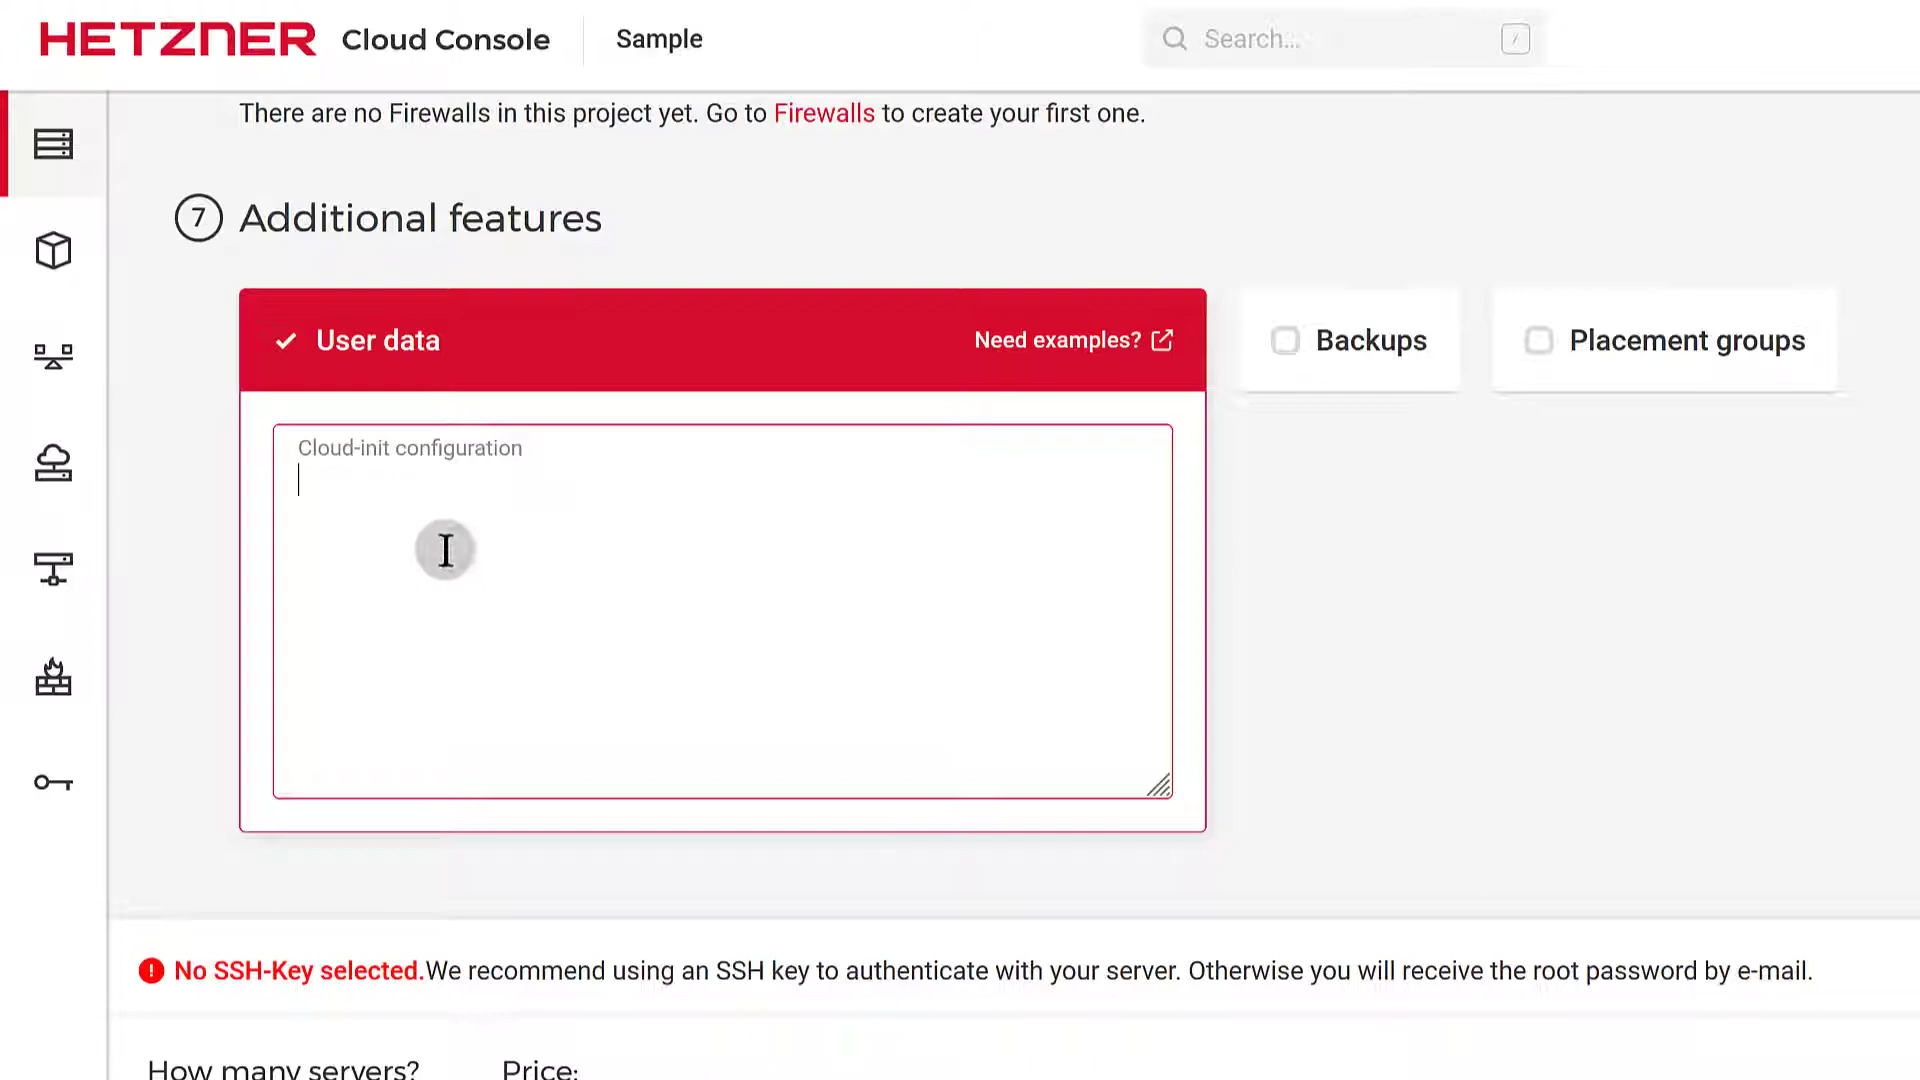 HETZNER Cloud Console Sample Search... /
There are no Firewalls in this project yet. Go to Firewalls to create your first one.
7 Additional features
User data Need examples? Backups Placement groups
Cloud-init configuration
No SSH-Key selected.We recommend using an SSH key to authenticate with your server. Otherwise you will receive the root password by e-mail.
How many servers? Price: